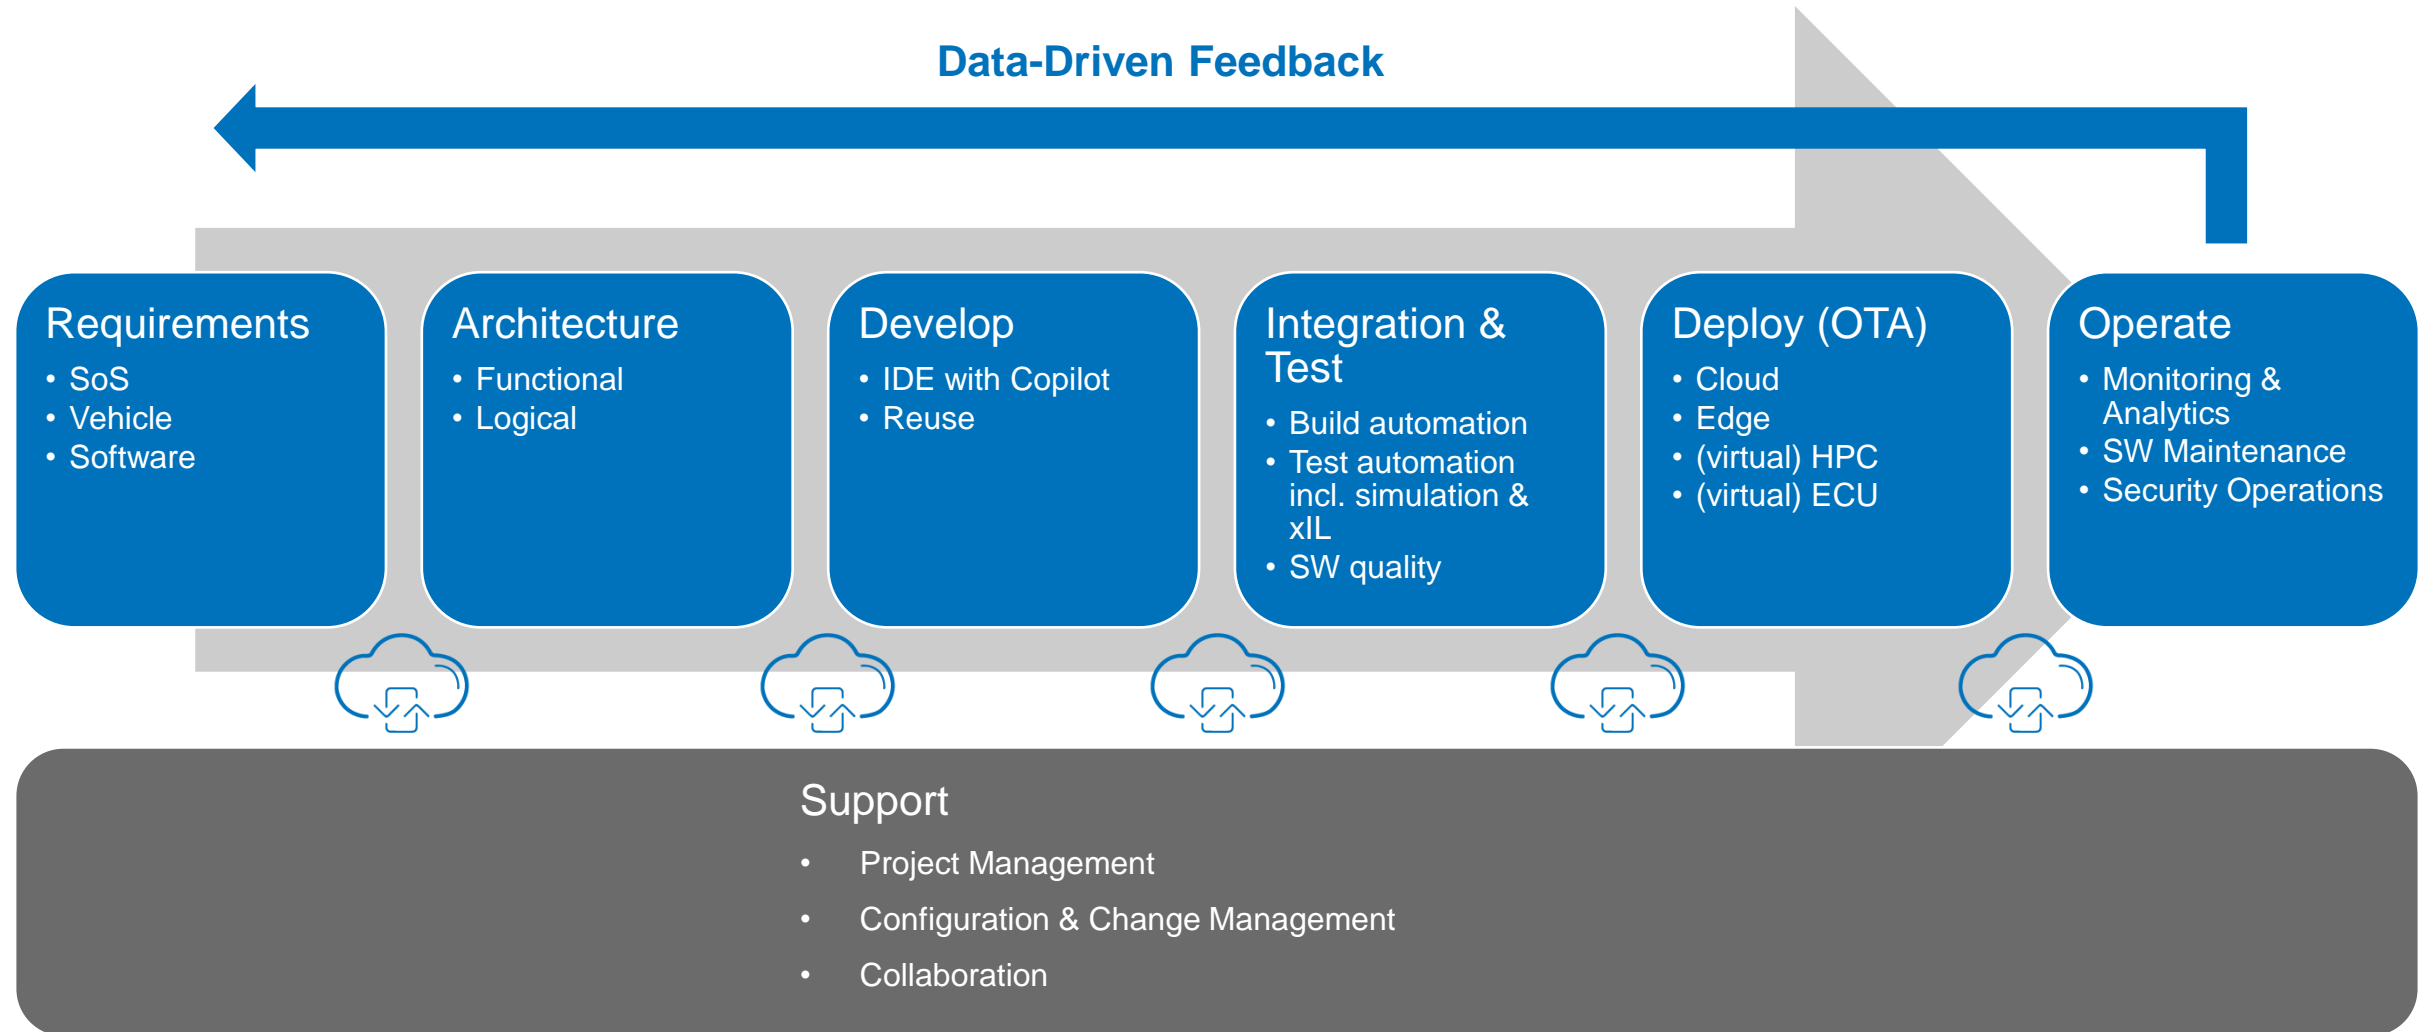 Data-Driven Feedback
Requirements
• SoS
• Vehicle
• Software
Architecture
• Functional
• Logical
Develop
• IDE with Copilot
• Reuse
Integration &
Test
• Build automation
• Test automation
incl. simulation &
xIL
• SW quality
Deploy (OTA)
• Cloud
• Edge
• (virtual) HPC
• (virtual) ECU
Operate
• Monitoring &
Analytics
• SW Maintenance
• Security Operations
Support
• Project Management
• Configuration & Change Management
• Collaboration